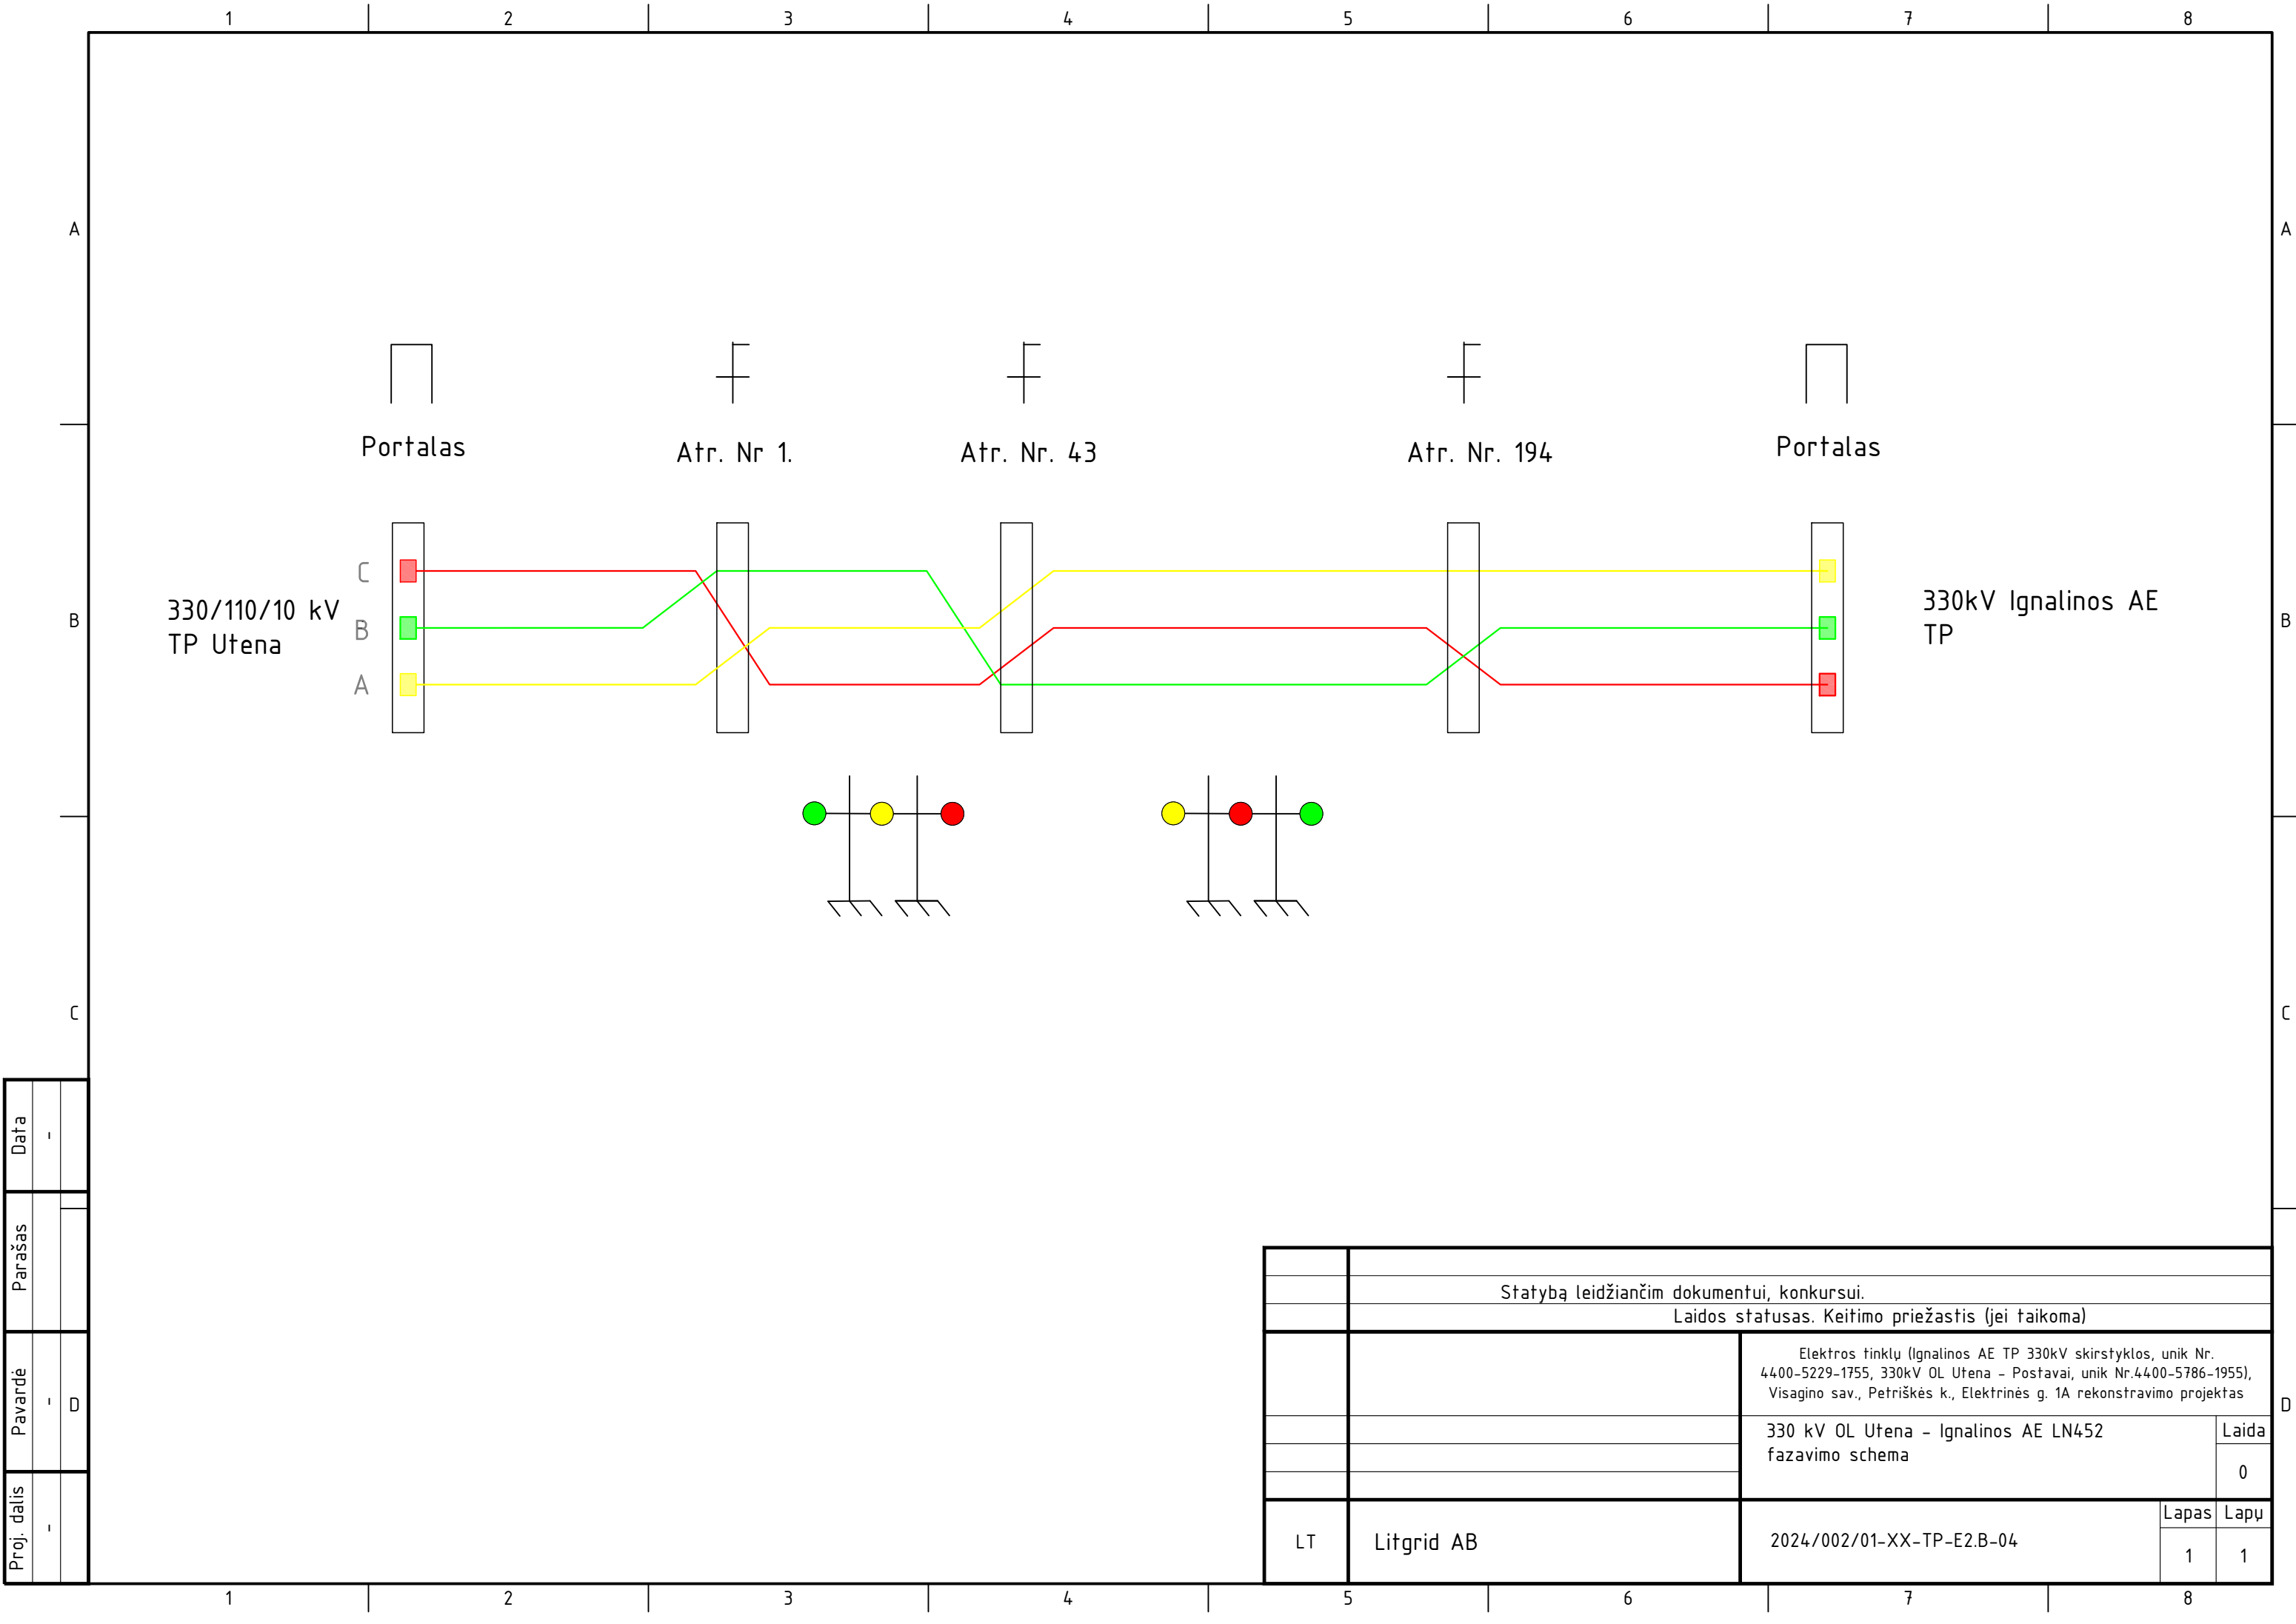 1 2 3 4 5 6 7 8
A A
Portalas Atr. Nr 1. Atr. Nr. 43 Atr. Nr. 194 Portalas
C
330/110/10 kV
TP Utena
B
A
330kV Ignalinos AE
TP
B B
C C
Data -
Parašas
Pavardė -
Proj. dalis -
D D
Statybą leidžiančim dokumentui, konkursui.
Laidos statusas. Keitimo priežastis (jei taikoma)
Elektros tinklų (Ignalinos AE TP 330kV skirstyklos, unik Nr.
4400-5229-1755, 330kV OL Utena - Postavai, unik Nr.4400-5786-1955),
Visagino sav., Petriškės k., Elektrinės g. 1A rekonstravimo projektas
330 kV OL Utena - Ignalinos AE LN452
fazavimo schema
Laida
0
LT Litgrid AB 2024/002/01-XX-TP-E2.B-04
Lapas Lapų
1 1
1 2 3 4 5 6 7 8